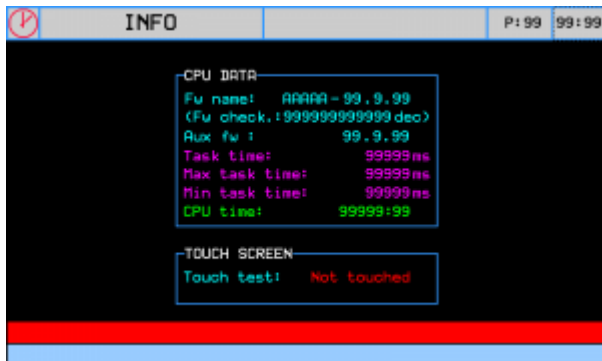 INFO P:99 99:99
CPU DATA
Fw name: AAAAA-99.9.99
(Fw check.:999999999999dec)
Aux fw : 99.9.99
Task time: 99999ms
Max task time: 99999ms
Min task time: 99999ms
CPU time: 99999:99
TOUCH SCREEN
Touch test: Not touched